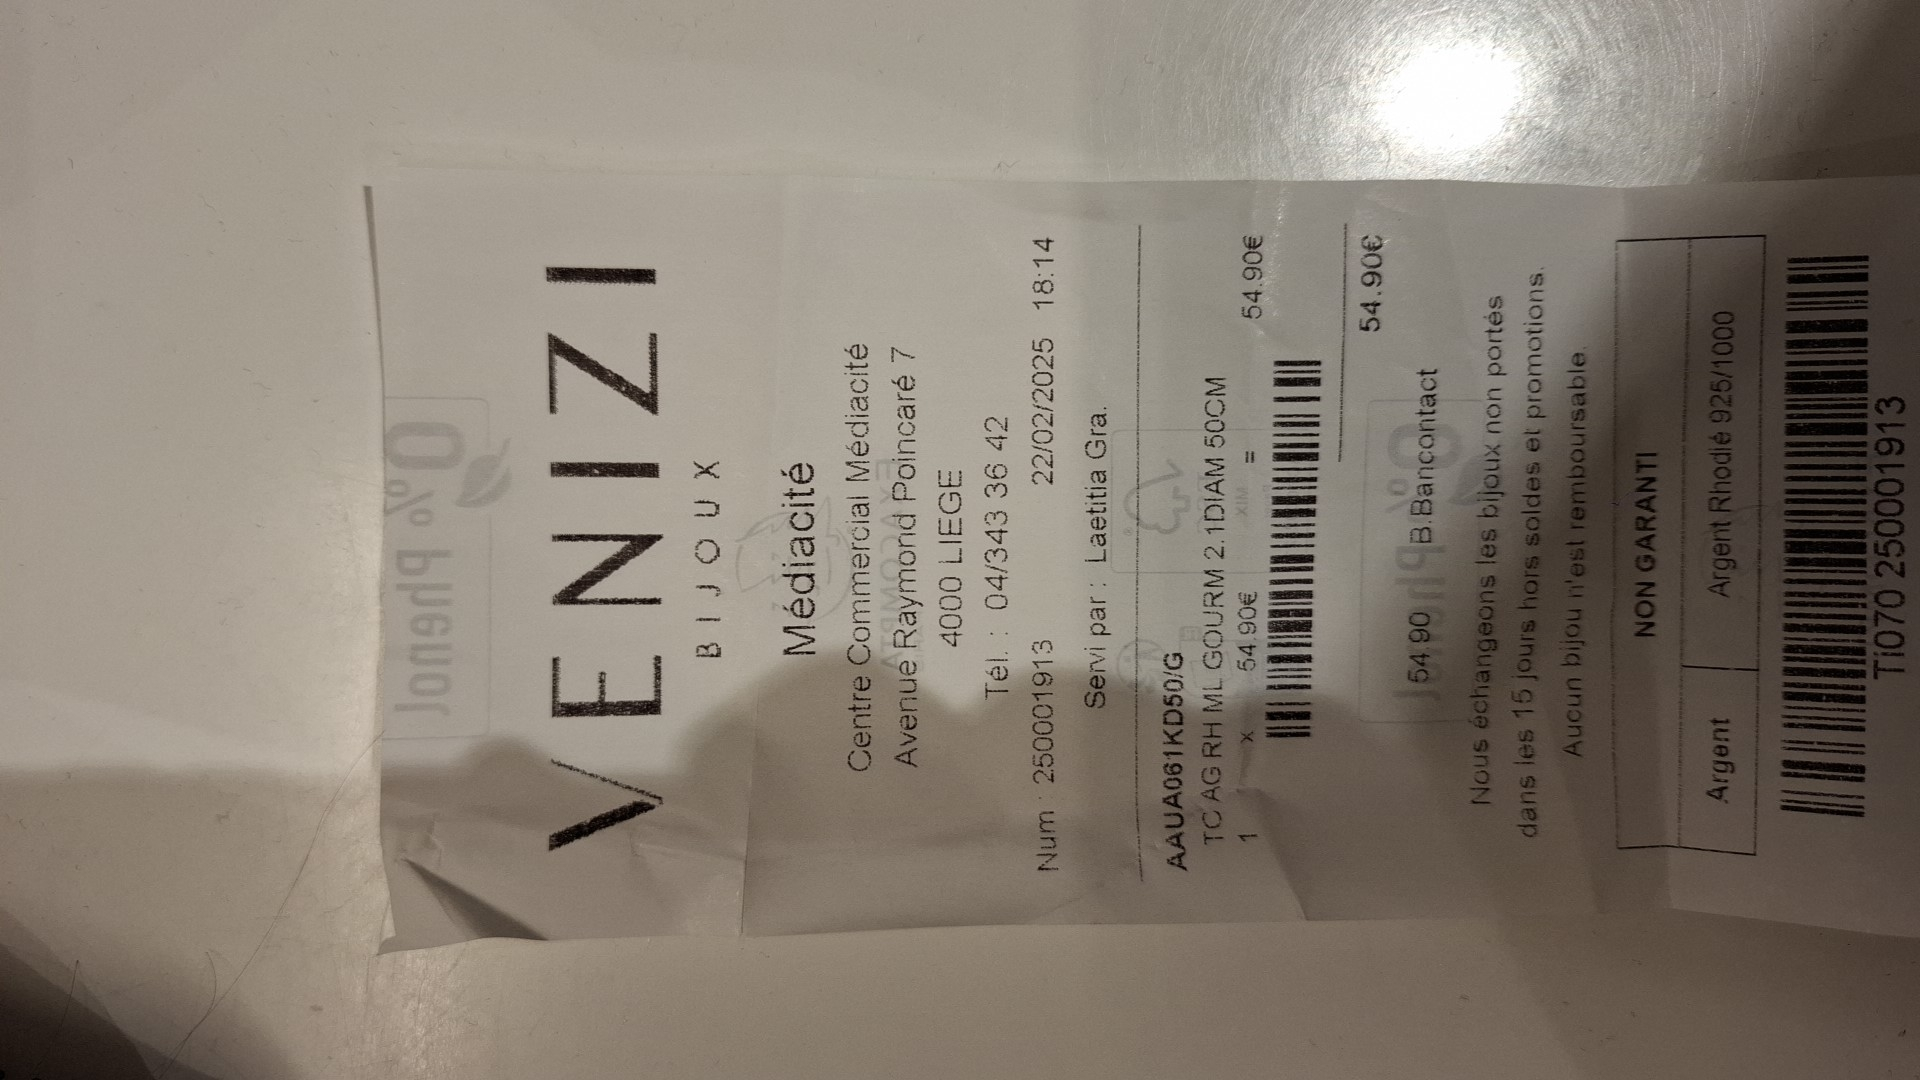 VENIZI
BIJOUX
Médiacité
Centre Commercial Médiacité
Avenue Raymond Poincaré 7
4000 LIEGE
Tél. : 04/343 36 42
Num : 250001913 22/02/2025 18:14
Servi par : Laetitia Gra.
AAUA061KD50/G
TC AG RH ML GOURM 2.1DIAM 50CM
1 x 54.90€ = 54.90€
54.90€
54.90 B.Bancontact
Nous échangeons les bijoux non portés
dans les 15 jours hors soldes et promotions.
Aucun bijou n'est remboursable.
NON GARANTI
Argent Argent Rhodié 925/1000
TI070 250001913
0% Phenol